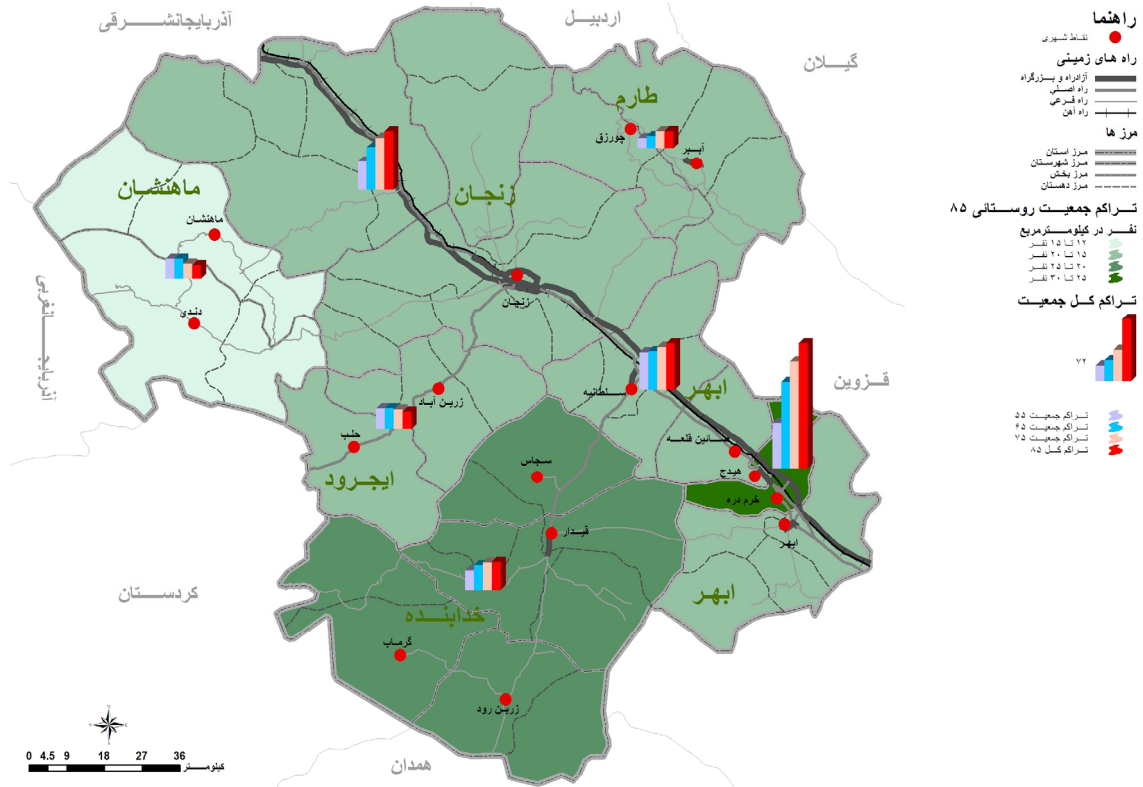 راهنما
نقاط شهری
راه های زمینی
آزادراه و بزرگراه
راه اصلی
راه فرعی
راه آهن
مرز ها
مرز استان
مرز شهرستان
مرز بخش
مرز دهستان
تراکم جمعیت روستائی ۸۵
نفر در کیلومترمربع
۱۲ تا ۱۵ نفر
۱۵ تا ۲۰ نفر
۲۰ تا ۲۵ نفر
۲۵ تا ۳۰ نفر
تراکم کل جمعیت
۷۲
تراکم جمعیت ۵۵
تراکم جمعیت ۶۵
تراکم جمعیت ۷۵
تراکم کل ۸۵
آذربایجانشرقی
اردبیل
گیلان
طارم
چورزق
آببر
ماهنشان
زنجان
ماهنشان
دندی
زنجان
آذربایجانغربی
قزوین
ابهر
سلطانیه
زرین آباد
حلب
ایجرود
صائین قلعه
هیدج
خرم دره
ابهر
ابهر
سجاس
قیدار
خدابنده
گرماب
زرین رود
کردستان
همدان
N
W E
S
0 4.5 9 18 27 36
کیلومتر